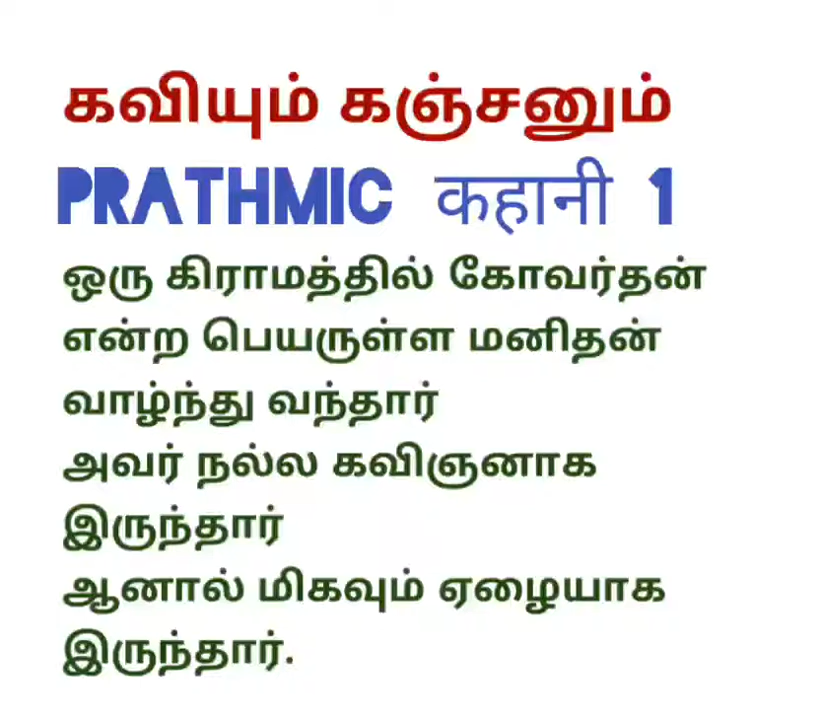 கவியும் கஞ்சனும்
PRATHMIC कहानी 1
ஒரு கிராமத்தில் கோவர்தன்
என்ற பெயருள்ள மனிதன்
வாழ்ந்து வந்தார்
அவர் நல்ல கவிஞனாக
இருந்தார்
ஆனால் மிகவும் ஏழையாக
இருந்தார்.